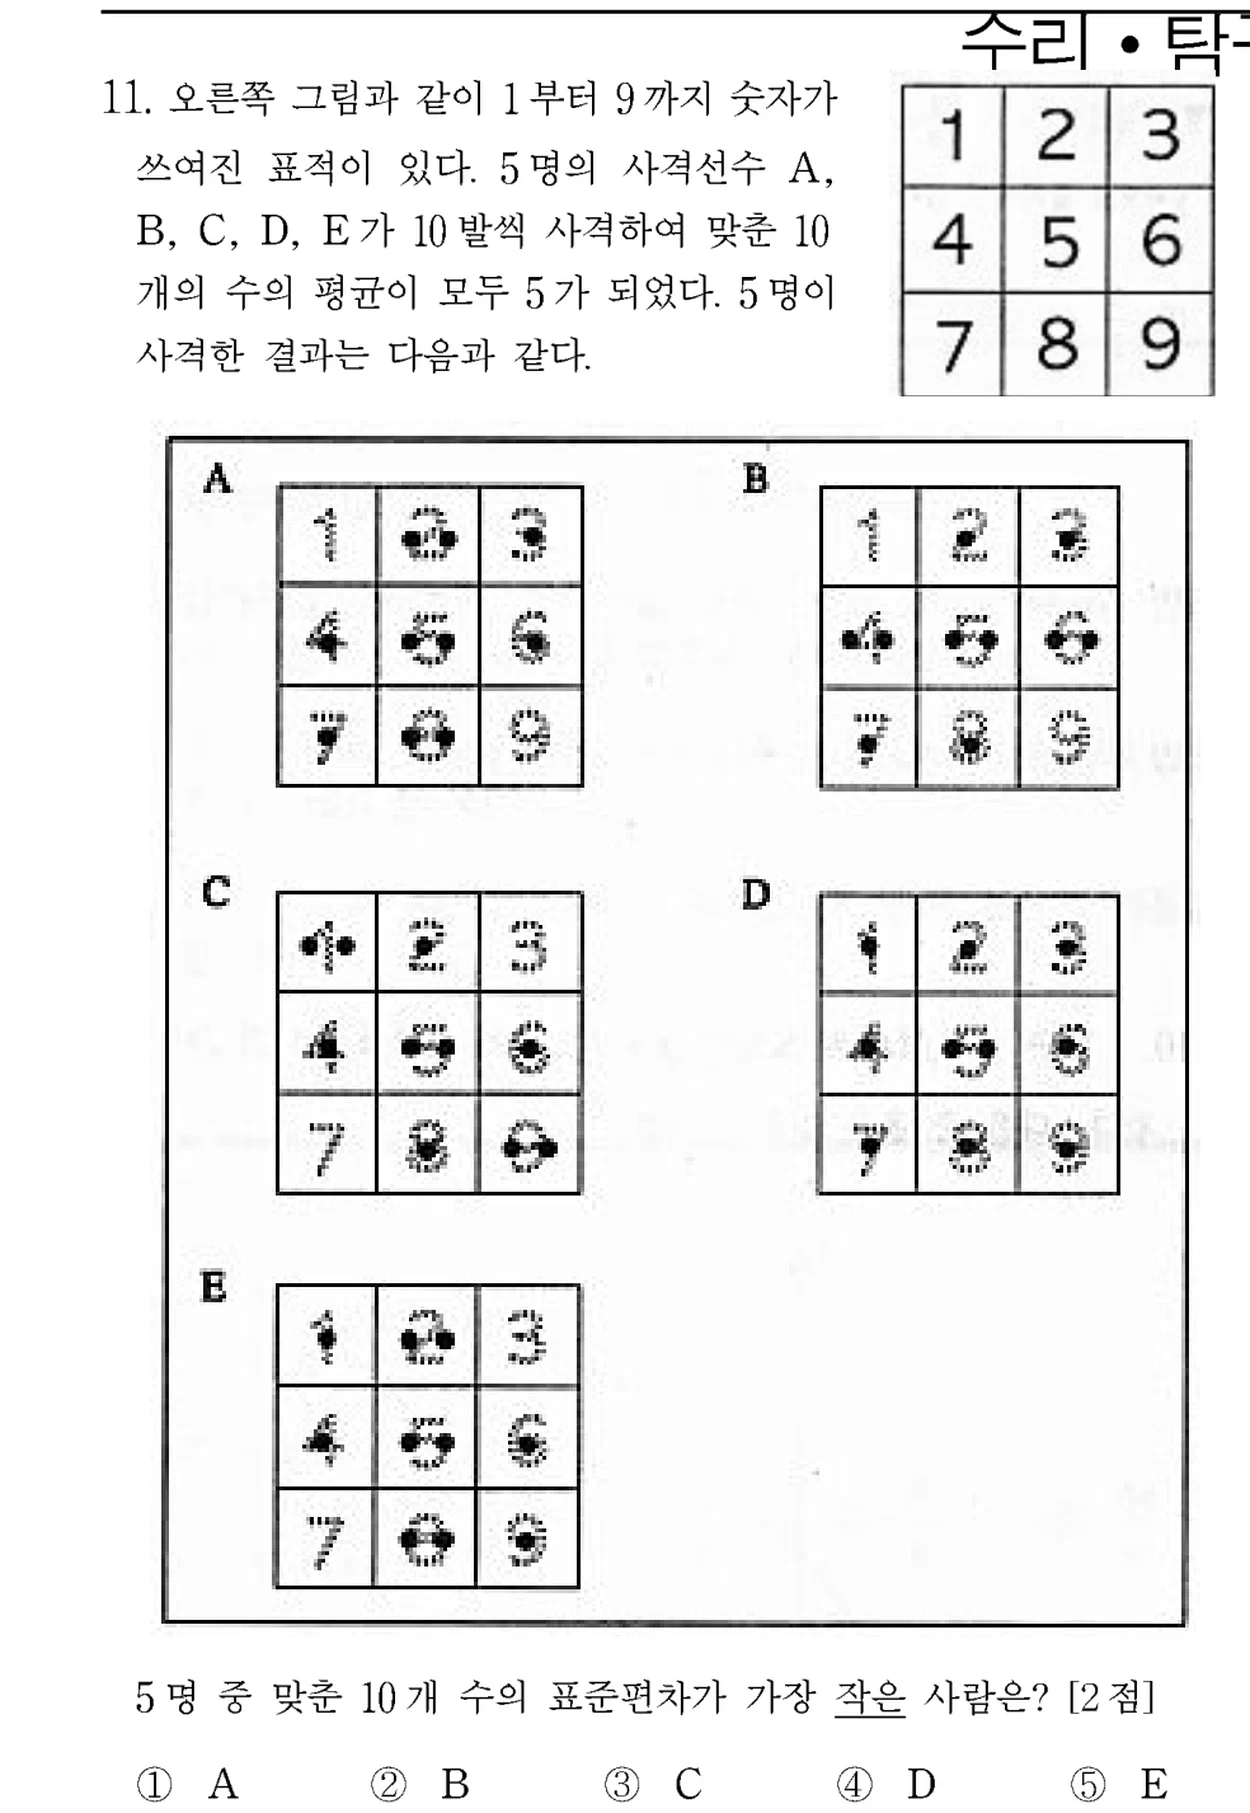 수리 • 탐구
11. 오른쪽 그림과 같이 1부터 9까지 숫자가
쓰여진 표적이 있다. 5명의 사격선수 A,
B, C, D, E가 10발씩 사격하여 맞춘 10
개의 수의 평균이 모두 5가 되었다. 5명이
사격한 결과는 다음과 같다.
1 2 3
4 5 6
7 8 9
A
1 2 3
4 5 6
7 8 9
B
1 2 3
4 5 6
7 8 9
C
1 2 3
4 5 6
7 8 9
D
1 2 3
4 5 6
7 8 9
E
1 2 3
4 5 6
7 8 9
5명 중 맞춘 10개 수의 표준편차가 가장 작은 사람은? [2점]
① A ② B ③ C ④ D ⑤ E